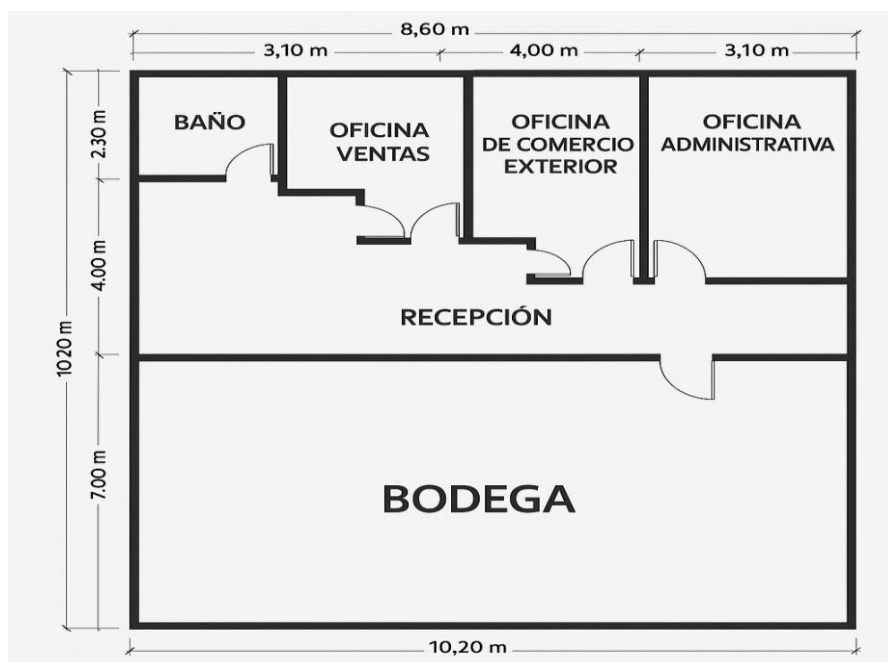 8,60 m
3,10 m
4,00 m
3,10 m
2.30 m
BAÑO
OFICINA
VENTAS
OFICINA
DE COMERCIO
EXTERIOR
OFICINA
ADMINISTRATIVA
4.00 m
RECEPCIÓN
1020 m
7.00 m
BODEGA
10,20 m